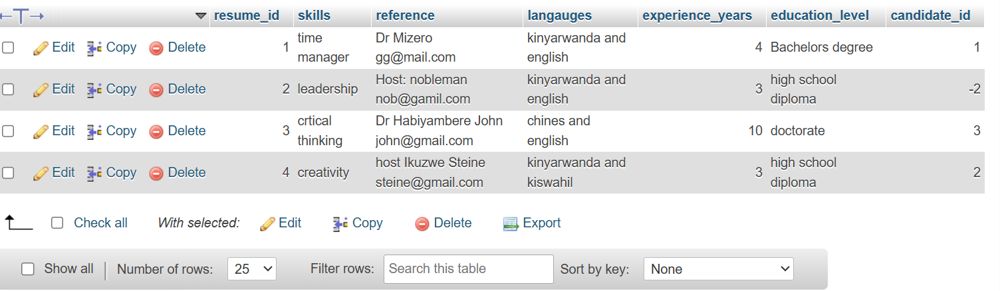 resume_id skills reference langauges experience_years education_level candidate_id
Edit Copy Delete 1 time manager Dr Mizero gg@mail.com kinyarwanda and english 4 Bachelors degree 1
Edit Copy Delete 2 leadership Host: nobleman nob@gamil.com kinyarwanda and english 3 high school diploma -2
Edit Copy Delete 3 crtical thinking Dr Habiyambere John john@gmail.com chines and english 10 doctorate 3
Edit Copy Delete 4 creativity host Ikuzwe Steine steine@gmail.com kinyarwanda and kiswahil 3 high school diploma 2
Check all With selected: Edit Copy Delete Export
Show all Number of rows: 25 Filter rows: Search this table Sort by key: None